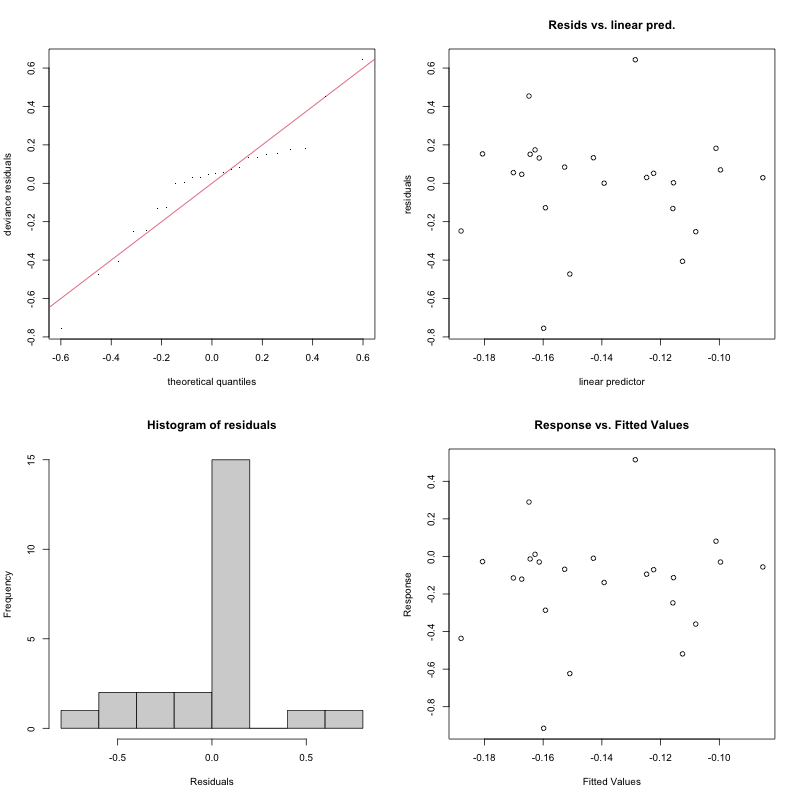 deviance residuals
0.6
0.4
0.2
0.0
-0.2
-0.4
-0.6
-0.8
-0.6 -0.4 -0.2 0.0 0.2 0.4 0.6
theoretical quantiles
Resids vs. linear pred.
residuals
0.6
0.4
0.2
0.0
-0.2
-0.4
-0.6
-0.8
-0.18 -0.16 -0.14 -0.12 -0.10
linear predictor
Histogram of residuals
Frequency
15
10
5
0
-0.5 0.0 0.5
Residuals
Response vs. Fitted Values
Response
0.4
0.2
0.0
-0.2
-0.4
-0.6
-0.8
-0.18 -0.16 -0.14 -0.12 -0.10
Fitted Values